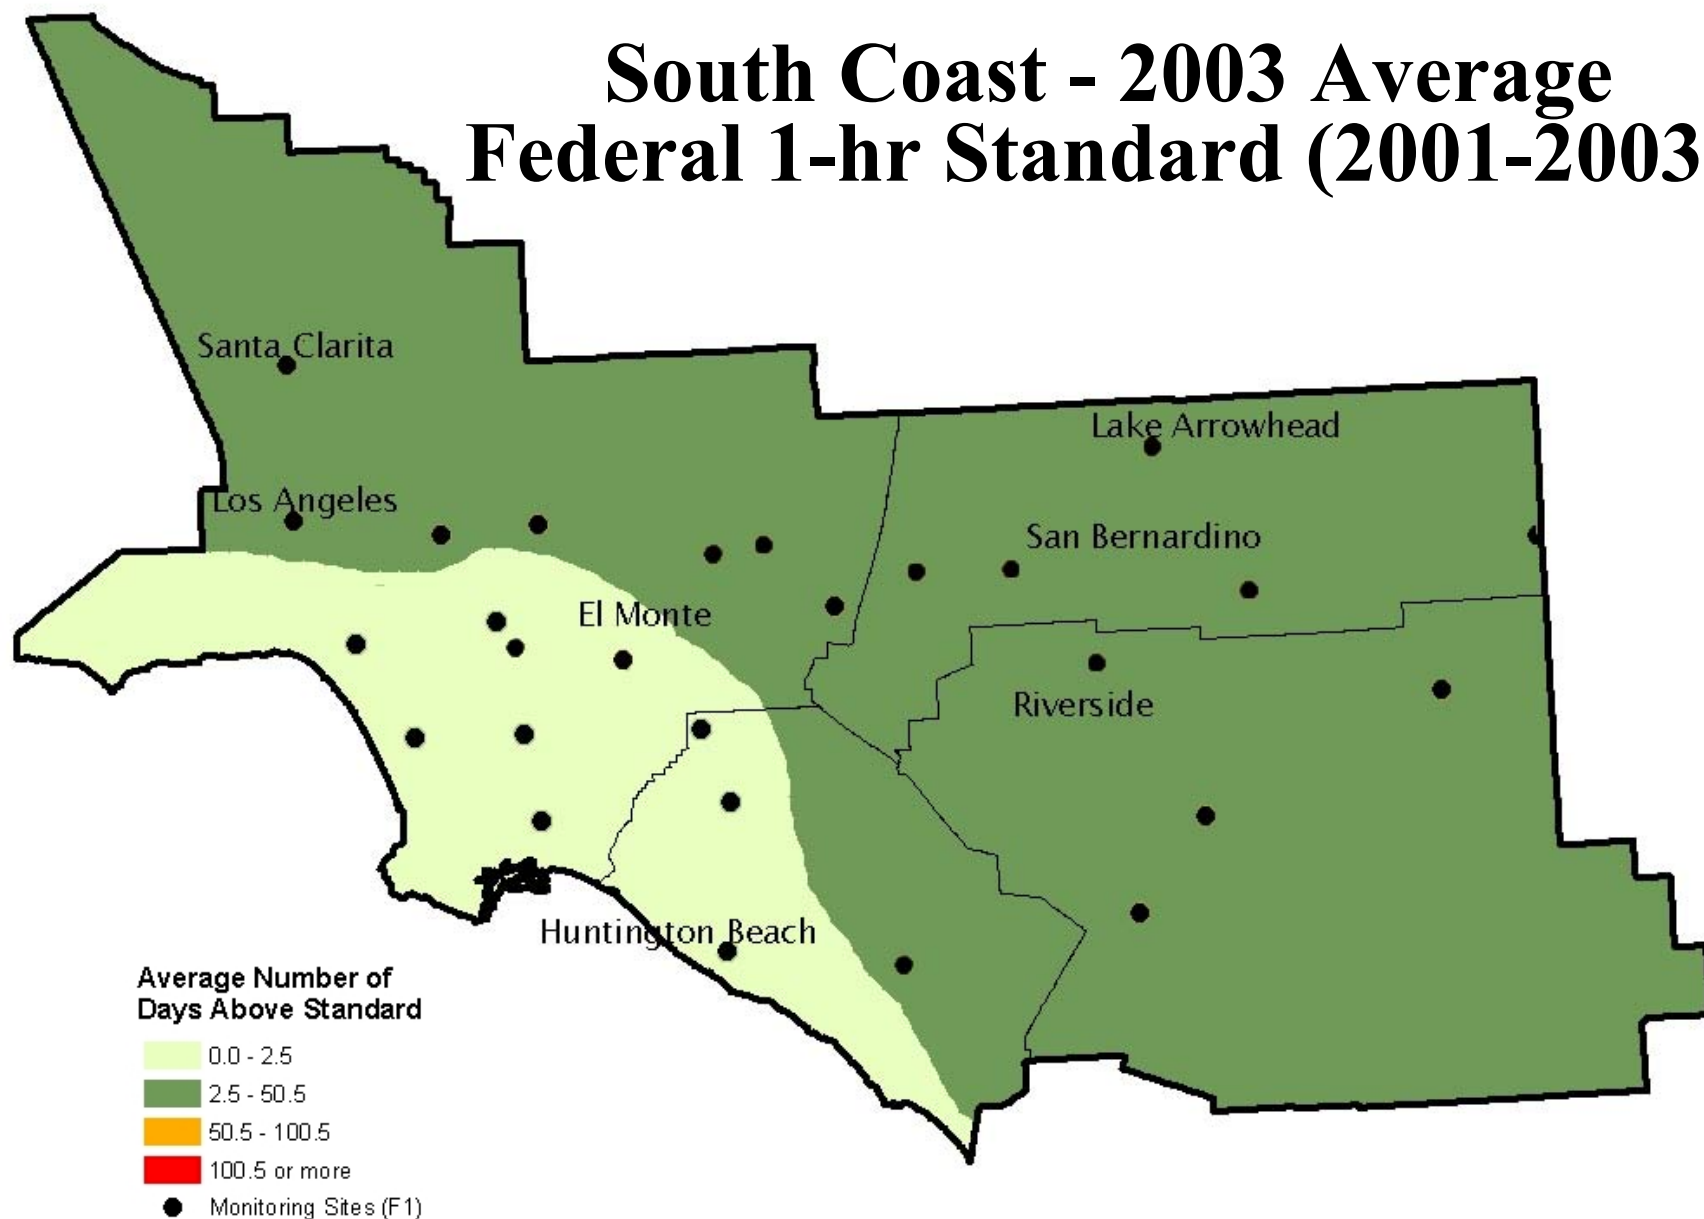 South Coast - 2003 Average
Federal 1-hr Standard (2001-2003
Santa Clarita
Lake Arrowhead
Los Angeles
San Bernardino
El Monte
Riverside
Huntington Beach
Average Number of
Days Above Standard
0.0 - 2.5
2.5 - 50.5
50.5 - 100.5
100.5 or more
Monitoring Sites (F1)